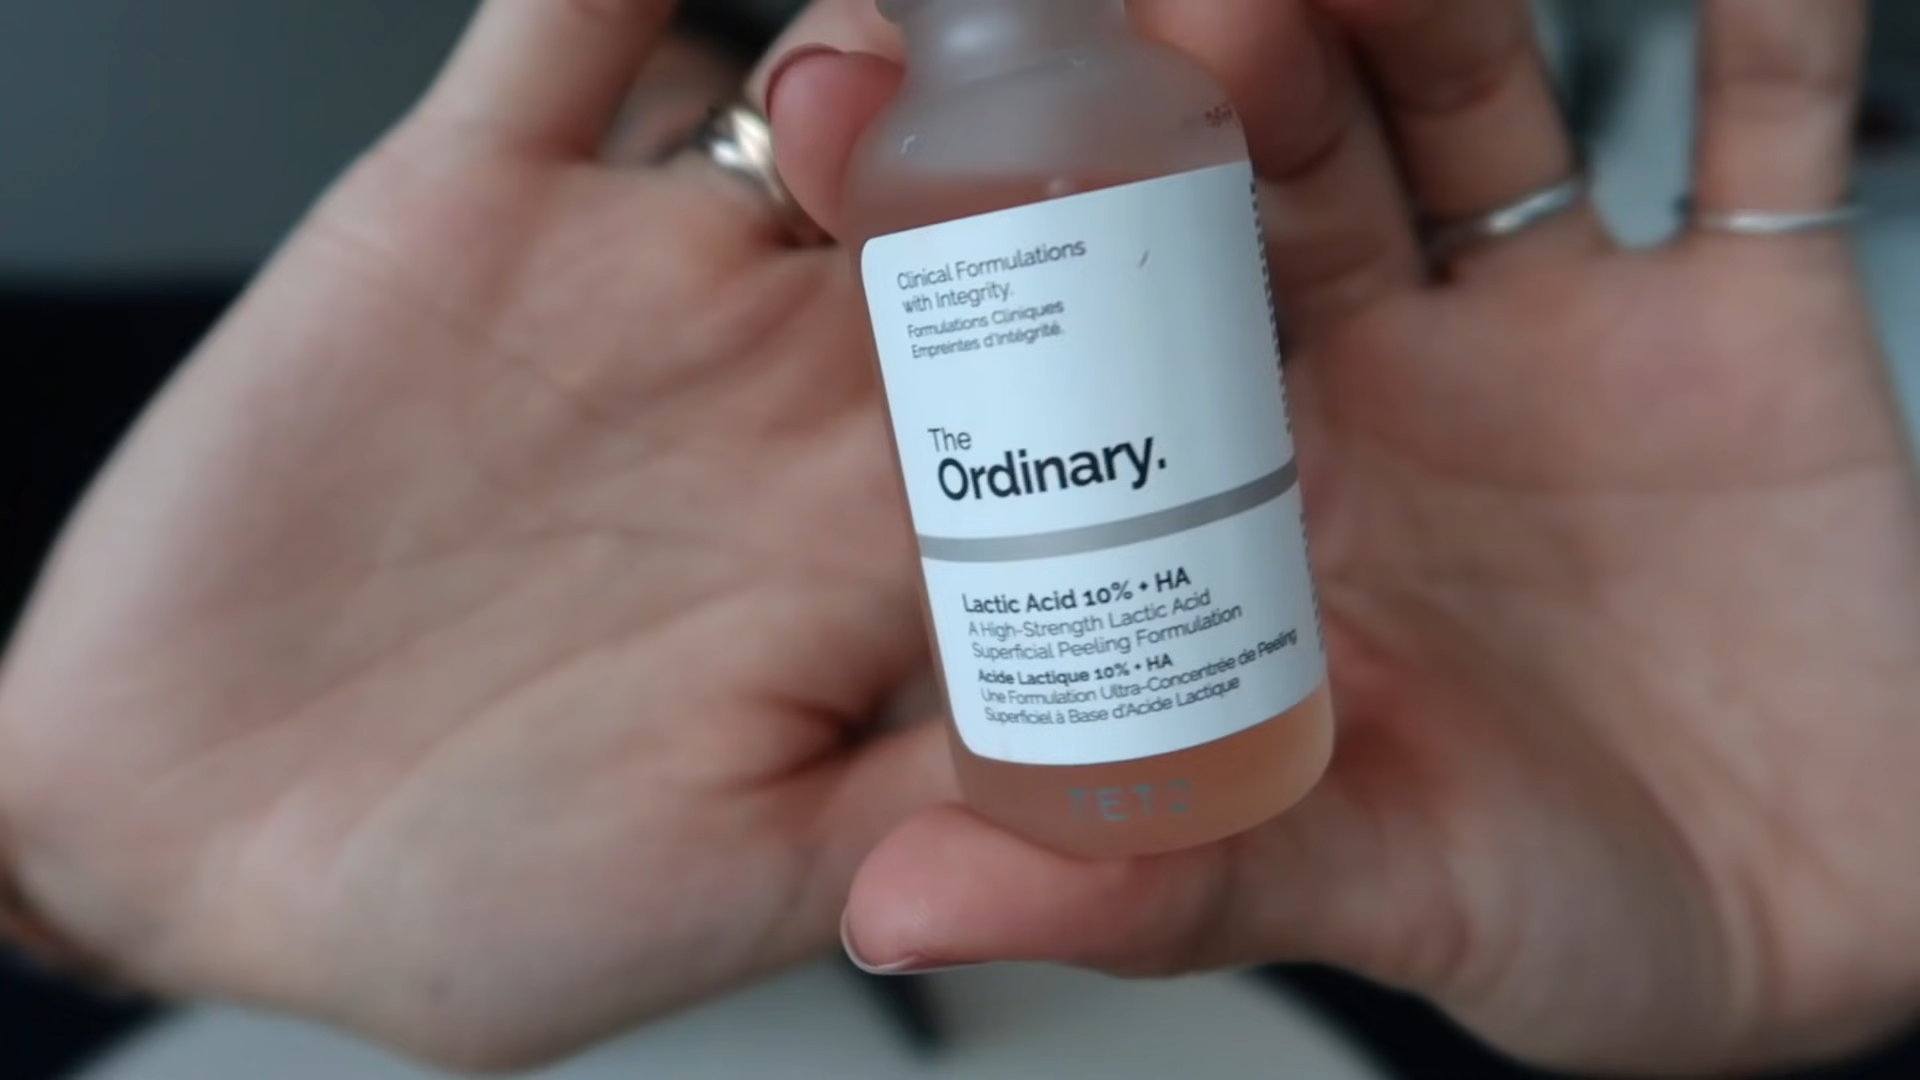 Clinical Formulations
with Integrity.
Formulations Cliniques
Empreintes d'Intégrité.
The
Ordinary.
Lactic Acid 10% + HA
A High-Strength Lactic Acid
Superficial Peeling Formulation
Acide Lactique 10% + HA
Une Formulation Ultra-Concentrée de Peeling
Superficiel à Base d'Acide Lactique